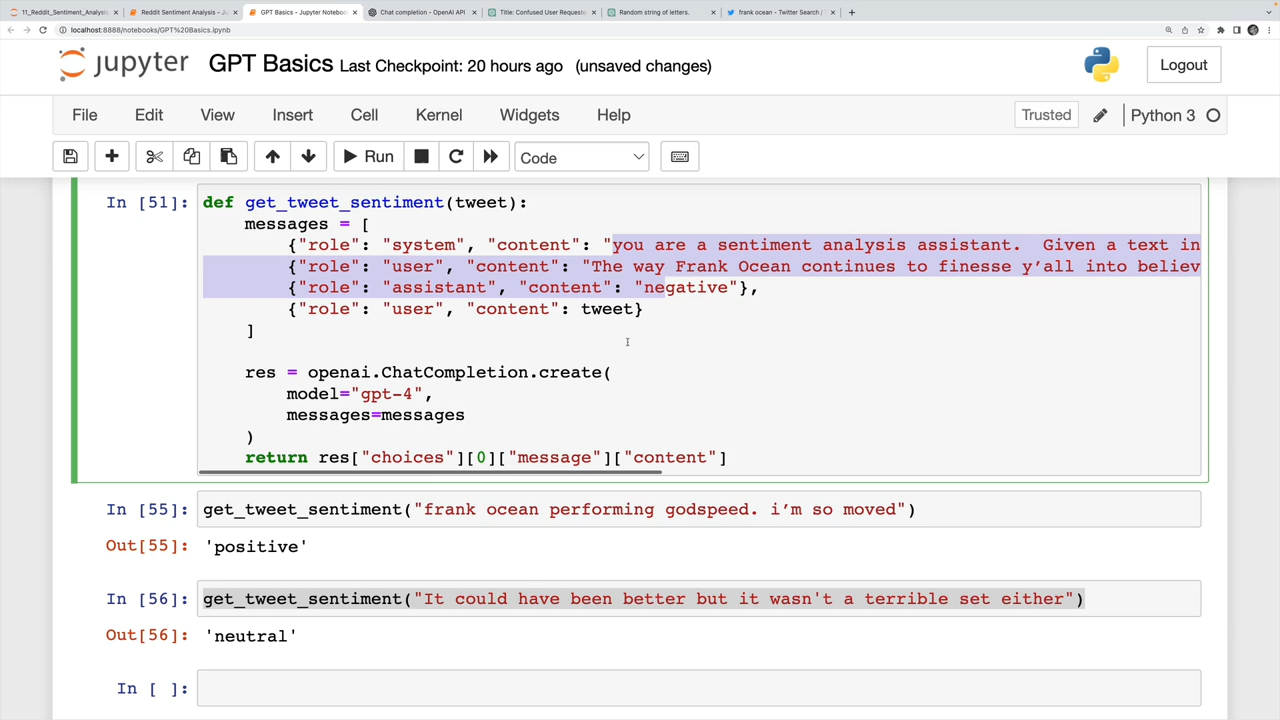 11_Reddit_Sentiment_Analysis
Reddit Sentiment Analysis - Ju
GPT Basics - Jupyter Notebook
Chat completion - OpenAI API
Title: Confused User Requeste
Random string of letters.
frank ocean - Twitter Search /
localhost:8888/notebooks/GPT%20Basics.ipynb
jupyter GPT Basics Last Checkpoint: 20 hours ago (unsaved changes)
Logout
File Edit View Insert Cell Kernel Widgets Help
Trusted Python 3
Run Code
In [51]: def get_tweet_sentiment(tweet):
messages = [
{"role": "system", "content": "you are a sentiment analysis assistant.  Given a text in
{"role": "user", "content": "The way Frank Ocean continues to finesse y’all into believ
{"role": "assistant", "content": "negative"},
{"role": "user", "content": tweet}
]
res = openai.ChatCompletion.create(
model="gpt-4",
messages=messages
)
return res["choices"][0]["message"]["content"]
In [55]: get_tweet_sentiment("frank ocean performing godspeed. i’m so moved")
Out[55]: 'positive'
In [56]: get_tweet_sentiment("It could have been better but it wasn't a terrible set either")
Out[56]: 'neutral'
In [ ]: